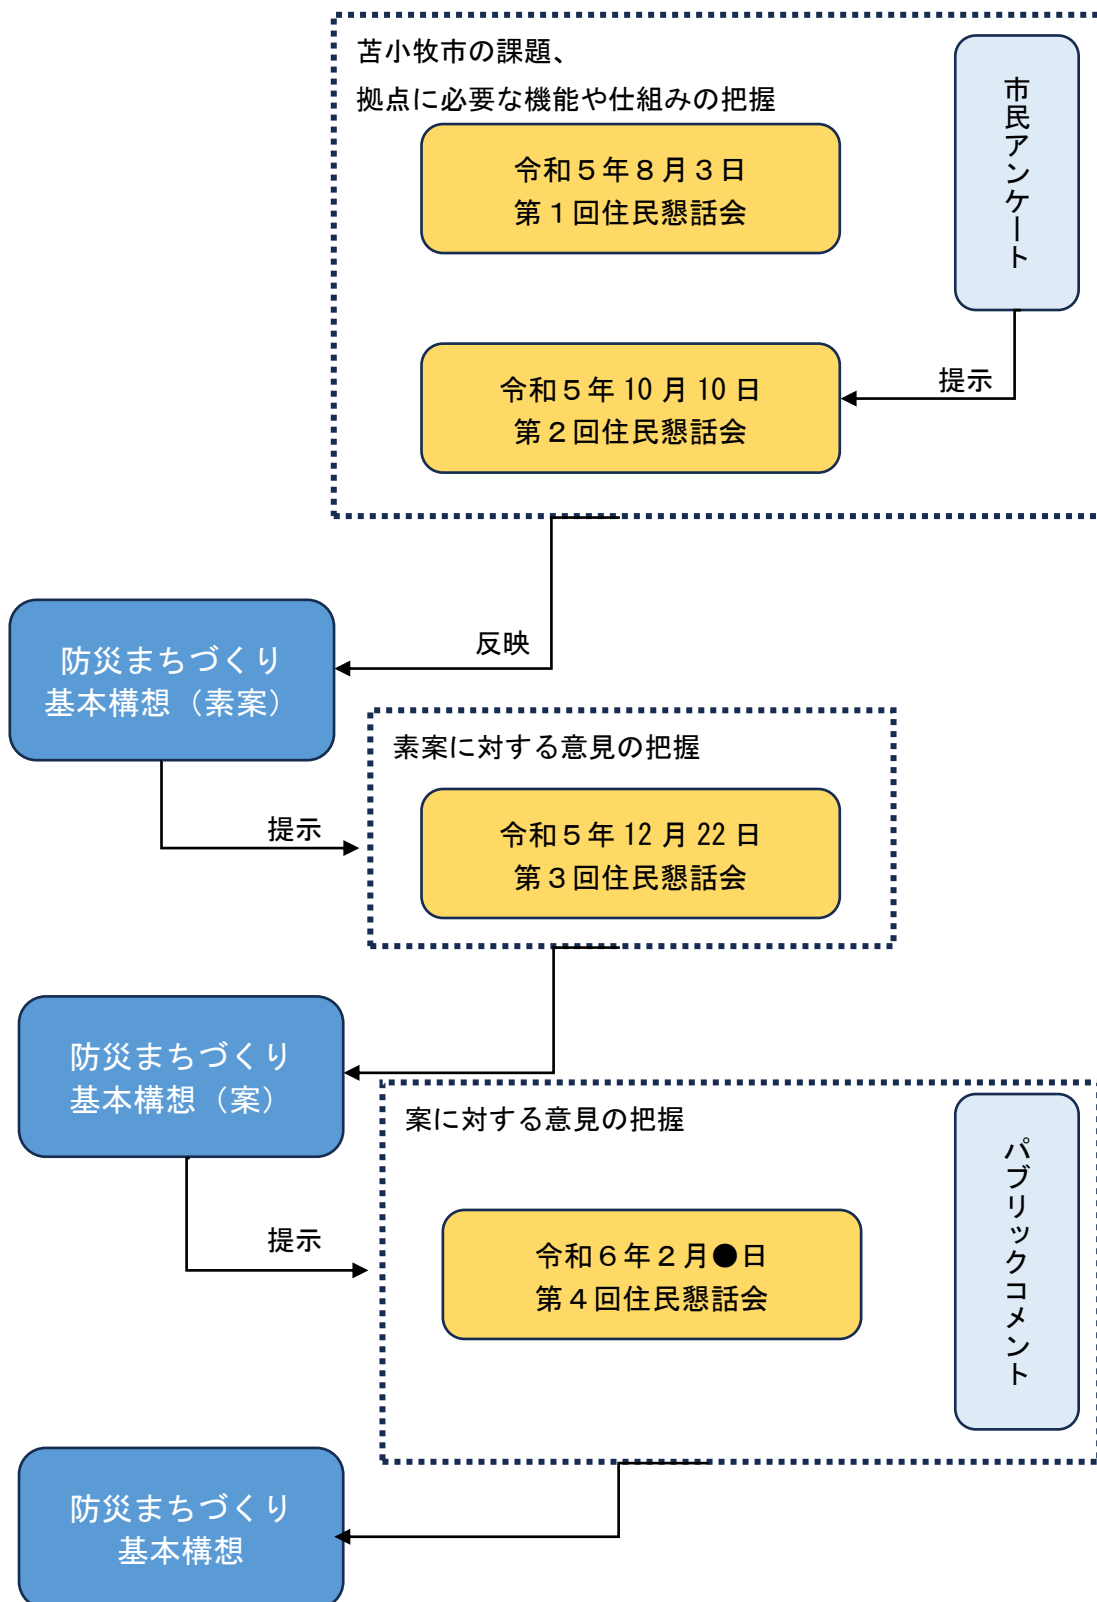 苫小牧市の課題、
拠点に必要な機能や仕組みの把握
市民アンケート
令和５年８月３日
第１回住民懇話会
令和５年 10 月 10 日
第２回住民懇話会
提示
反映
防災まちづくり
基本構想（素案）
素案に対する意見の把握
提示
令和５年 12 月 22 日
第３回住民懇話会
防災まちづくり
基本構想（案）
案に対する意見の把握
パブリックコメント
提示
令和６年２月●日
第４回住民懇話会
防災まちづくり
基本構想